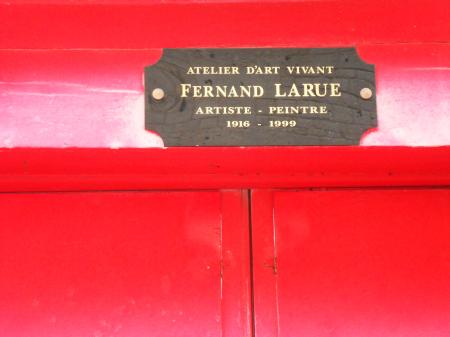 ATELIER D'ART VIVANT
FERNAND LARUE
ARTISTE - PEINTRE
1916 - 1999